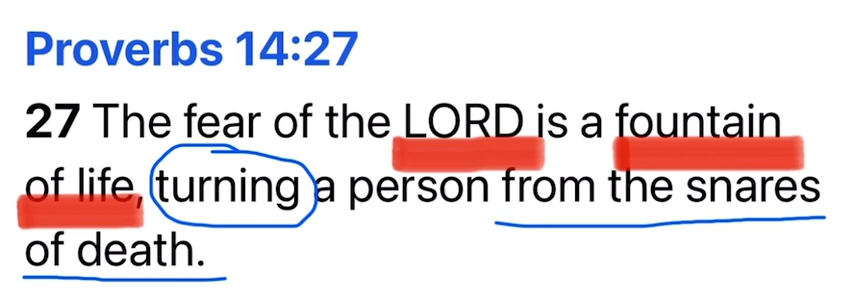 Proverbs 14:27
27 The fear of the LORD is a fountain
of life, turning a person from the snares
of death.